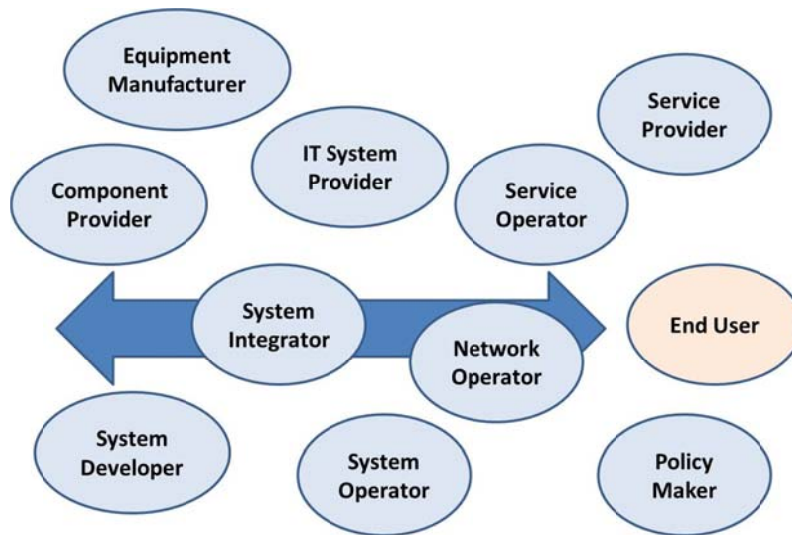 Equipment
Manufacturer
Service
Provider
IT System
Provider
Component
Provider
Service
Operator
System
Integrator
End User
Network
Operator
System
Developer
System
Operator
Policy
Maker